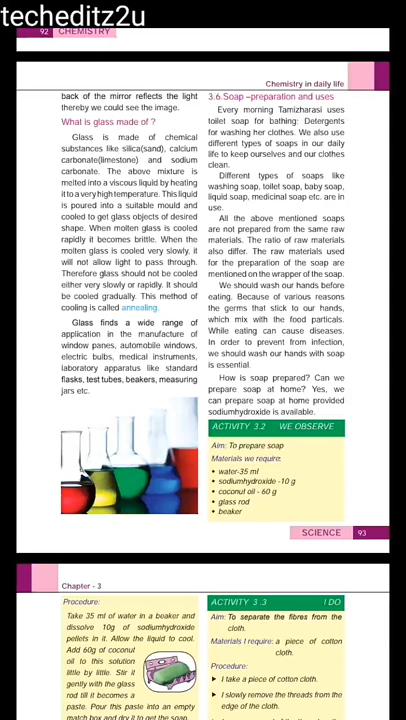 techeditz2u
92 CHEMISTRY
Chemistry in daily life
back of the mirror reflects the light
thereby we could see the image.
What is glass made of ?
Glass is made of chemical
substances like silica(sand), calcium
carbonate(limestone) and sodium
carbonate. The above mixture is
melted into a viscous liquid by heating
it to a very high temperature. This liquid
is poured into a suitable mould and
cooled to get glass objects of desired
shape. When molten glass is cooled
rapidly it becomes brittle. When the
molten glass is cooled very slowly, it
will not allow light to pass through.
Therefore glass should not be cooled
either very slowly or rapidly. It should
be cooled gradually. This method of
cooling is called annealing.
Glass finds a wide range of
application in the manufacture of
window panes, automobile windows,
electric bulbs, medical instruments,
laboratory apparatus like standard
flasks, test tubes, beakers, measuring
jars etc.
3.6.Soap –preparation and uses
Every morning Tamizharasi uses
toilet soap for bathing: Detergents
for washing her clothes. We also use
different types of soaps in our daily
life to keep ourselves and our clothes
clean.
Different types of soaps like
washing soap, toilet soap, baby soap,
liquid soap, medicinal soap etc. are in
use.
All the above mentioned soaps
are not prepared from the same raw
materials. The ratio of raw materials
also differ. The raw materials used
for the preparation of the soap are
mentioned on the wrapper of the soap.
We should wash our hands before
eating. Because of various reasons
the germs that stick to our hands,
which mix with the food particals.
While eating can cause diseases.
In order to prevent from infection,
we should wash our hands with soap
is essential.
How is soap prepared? Can we
prepare soap at home? Yes, we
can prepare soap at home provided
sodiumhydroxide is available.
ACTIVITY 3.2 WE OBSERVE
Aim: To prepare soap
Materials we require:
• water-35 ml
• sodiumhydroxide -10 g
• coconut oil - 60 g
• glass rod
• beaker
SCIENCE 93
Chapter - 3
Procedure:
Take 35 ml of water in a beaker and
dissolve 10g of sodiumhydroxide
pellets in it. Allow the liquid to cool.
Add 60g of coconut
oil to this solution
little by little. Stir it
gently with the glass
rod till it becomes a
paste. Pour this paste into an empty
match box and dry it to get the soap.
ACTIVITY 3.3 I DO
Aim: To separate the fibres from the
cloth.
Materials I require: a piece of cotton
cloth.
Procedure:
I take a piece of cotton cloth.
I slowly remove the threads from the
edge of the cloth.